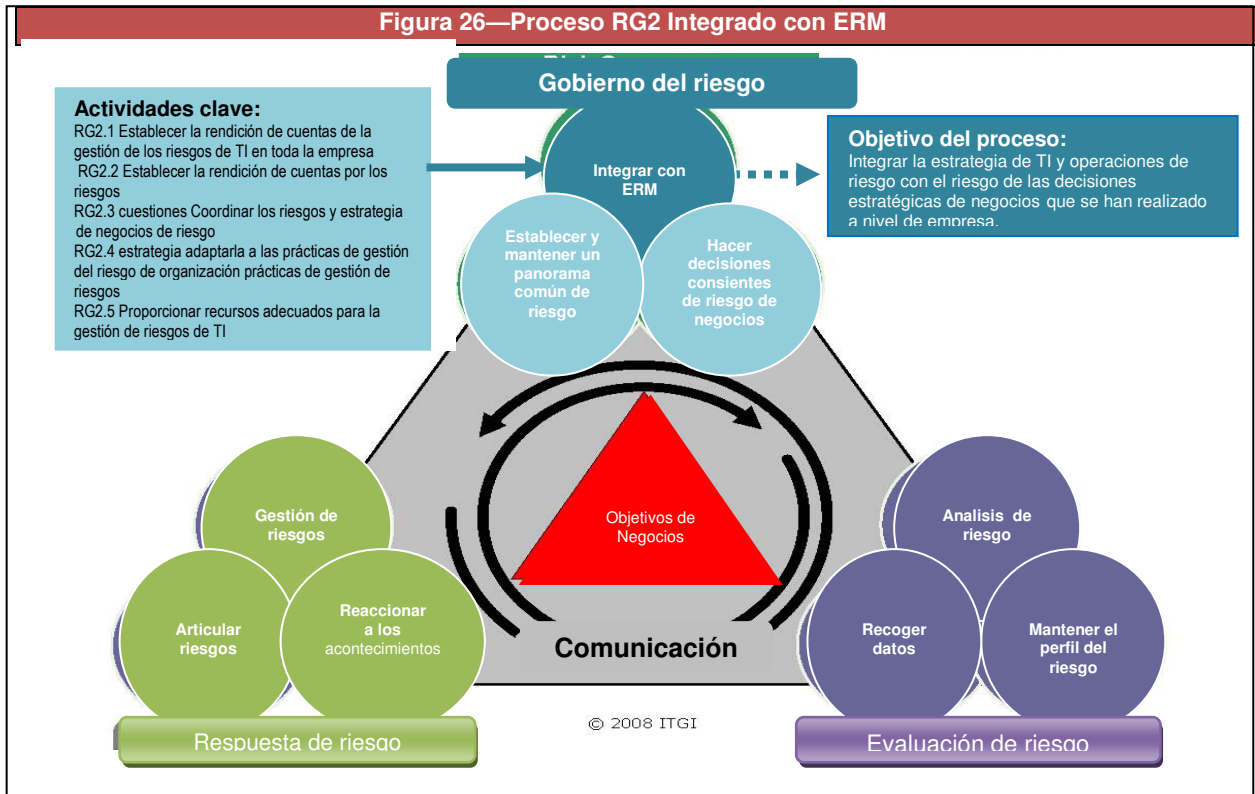 Figura 26—Proceso RG2 Integrado con ERM
Gobierno del riesgo
Actividades clave:
RG2.1 Establecer la rendición de cuentas de la
gestión de los riesgos de TI en toda la empresa
RG2.2 Establecer la rendición de cuentas por los
riesgos
RG2.3 cuestiones Coordinar los riesgos y estrategia
de negocios de riesgo
RG2.4 estrategia adaptarla a las prácticas de gestión
del riesgo de organización prácticas de gestión de
riesgos
RG2.5 Proporcionar recursos adecuados para la
gestión de riesgos de TI
Integrar con
ERM
Objetivo del proceso:
Integrar la estrategia de TI y operaciones de
riesgo con el riesgo de las decisiones
estratégicas de negocios que se han realizado
a nivel de empresa.
Establecer y
mantener un
panorama
común de
riesgo
Hacer
decisiones
consientes
de riesgo de
negocios
Objetivos de
Negocios
Comunicación
Gestión de
riesgos
Articular
riesgos
Reaccionar
a los
acontecimientos
Respuesta de riesgo
Analisis de
riesgo
Recoger
datos
Mantener el
perfil del
riesgo
Evaluación de riesgo
© 2008 ITGI